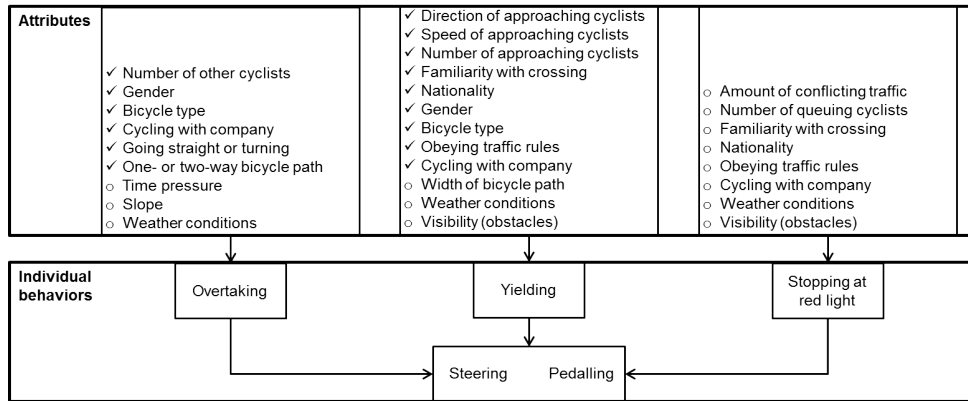 Attributes
✓ Number of other cyclists
✓ Gender
✓ Bicycle type
✓ Cycling with company
✓ Going straight or turning
✓ One- or two-way bicycle path
○ Time pressure
○ Slope
○ Weather conditions
✓ Direction of approaching cyclists
✓ Speed of approaching cyclists
✓ Number of approaching cyclists
✓ Familiarity with crossing
✓ Nationality
✓ Gender
✓ Bicycle type
✓ Obeying traffic rules
✓ Cycling with company
○ Width of bicycle path
○ Weather conditions
○ Visibility (obstacles)
○ Amount of conflicting traffic
○ Number of queuing cyclists
○ Familiarity with crossing
○ Nationality
○ Obeying traffic rules
○ Cycling with company
○ Weather conditions
○ Visibility (obstacles)
Individual
behaviors
Overtaking
Yielding
Stopping at
red light
Steering Pedalling